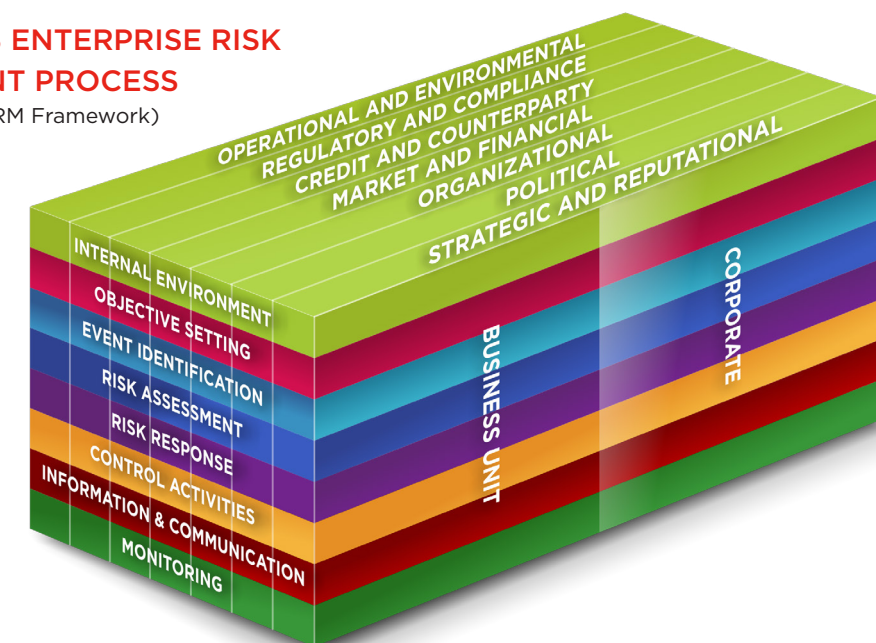 ENTERPRISE RISK
PROCESS
Framework)
OPERATIONAL AND ENVIRONMENTAL
REGULATORY AND COMPLIANCE
CREDIT AND COUNTERPARTY
MARKET AND FINANCIAL
ORGANIZATIONAL
POLITICAL
STRATEGIC AND REPUTATIONAL
INTERNAL ENVIRONMENT
OBJECTIVE SETTING
EVENT IDENTIFICATION
RISK ASSESSMENT
RISK RESPONSE
CONTROL ACTIVITIES
INFORMATION & COMMUNICATION
MONITORING
BUSINESS UNIT
CORPORATE